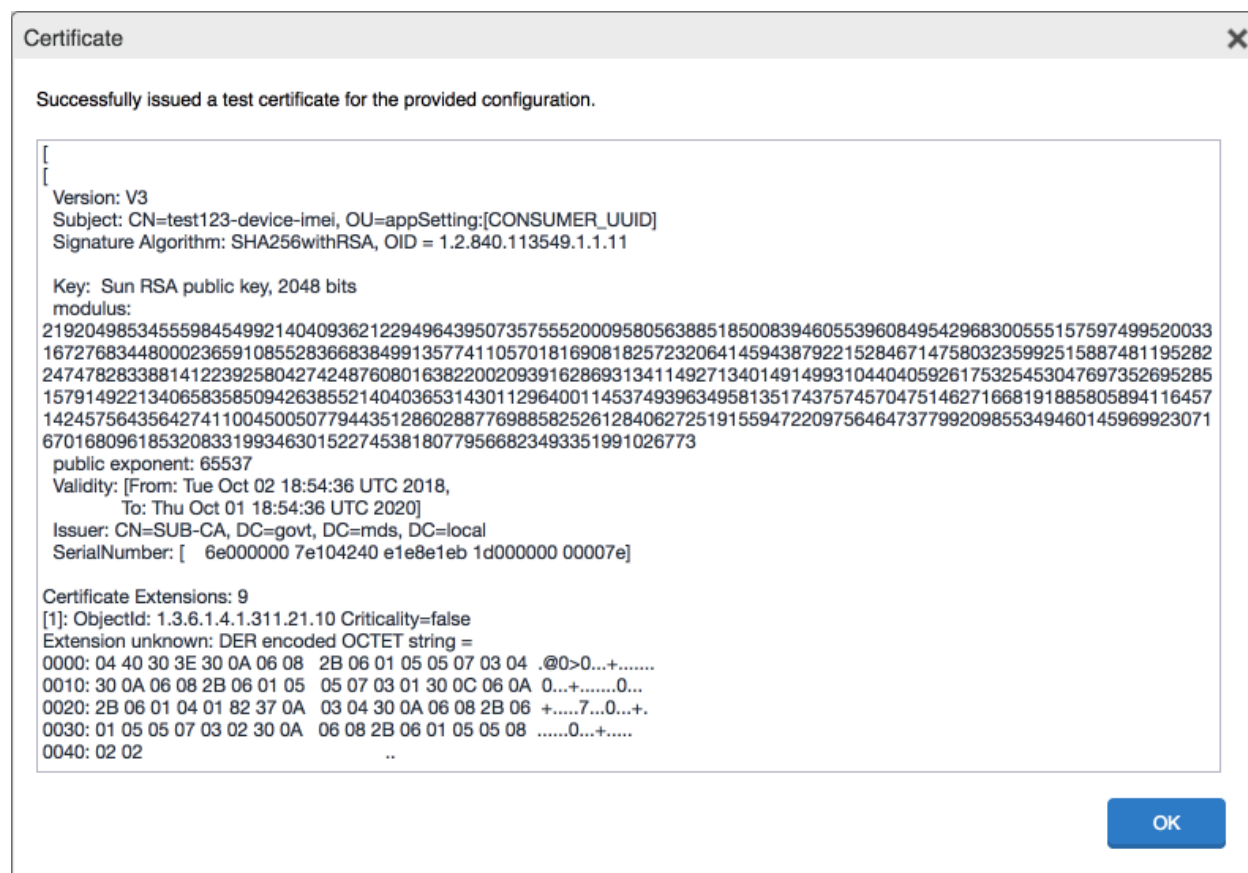 Certificate
Successfully issued a test certificate for the provided configuration.
[
[
Version: V3
Subject: CN=test123-device-imei, OU=appSetting:[CONSUMER_UUID]
Signature Algorithm: SHA256withRSA, OID = 1.2.840.113549.1.1.11
Key: Sun RSA public key, 2048 bits
modulus:
219204985345559845499214040936212294964395073575552000958056388518500839460553960849542968300555157597499520033
167276834480002365910855283668384991357741105701816908182572320641459438792215284671475803235992515887481195282
247478283388141223925804274248760801638220020939162869313411492713401491499310440405926175325453047697352695285
157914922134065835850942638552140403653143011296400114537493963495813517437574570475146271668191885805894116457
142457564356427411004500507794435128602887769885825261284062725191559472209756464737799209855349460145969923071
670168096185320833199346301522745381807795668234933519910267 73
public exponent: 65537
Validity: [From: Tue Oct 02 18:54:36 UTC 2018,
To: Thu Oct 01 18:54:36 UTC 2020]
Issuer: CN=SUB-CA, DC=govt, DC=mds, DC=local
SerialNumber: [ 6e000000 7e104240 e1e8e1eb 1d000000 00007e]
Certificate Extensions: 9
[1]: ObjectId: 1.3.6.1.4.1.311.21.10 Criticality=false
Extension unknown: DER encoded OCTET string =
0000: 04 40 30 3E 30 0A 06 08 2B 06 01 05 05 07 03 04 .@0>0...+.......
0010: 30 0A 06 08 2B 06 01 05 05 07 03 01 30 0C 06 0A 0...+.......0...
0020: 2B 06 01 04 01 82 37 0A 03 04 30 0A 06 08 2B 06 +.....7...0...+.
0030: 01 05 05 07 03 02 30 0A 06 08 2B 06 01 05 05 08 ......0...+.....
0040: 02 02 ..
OK